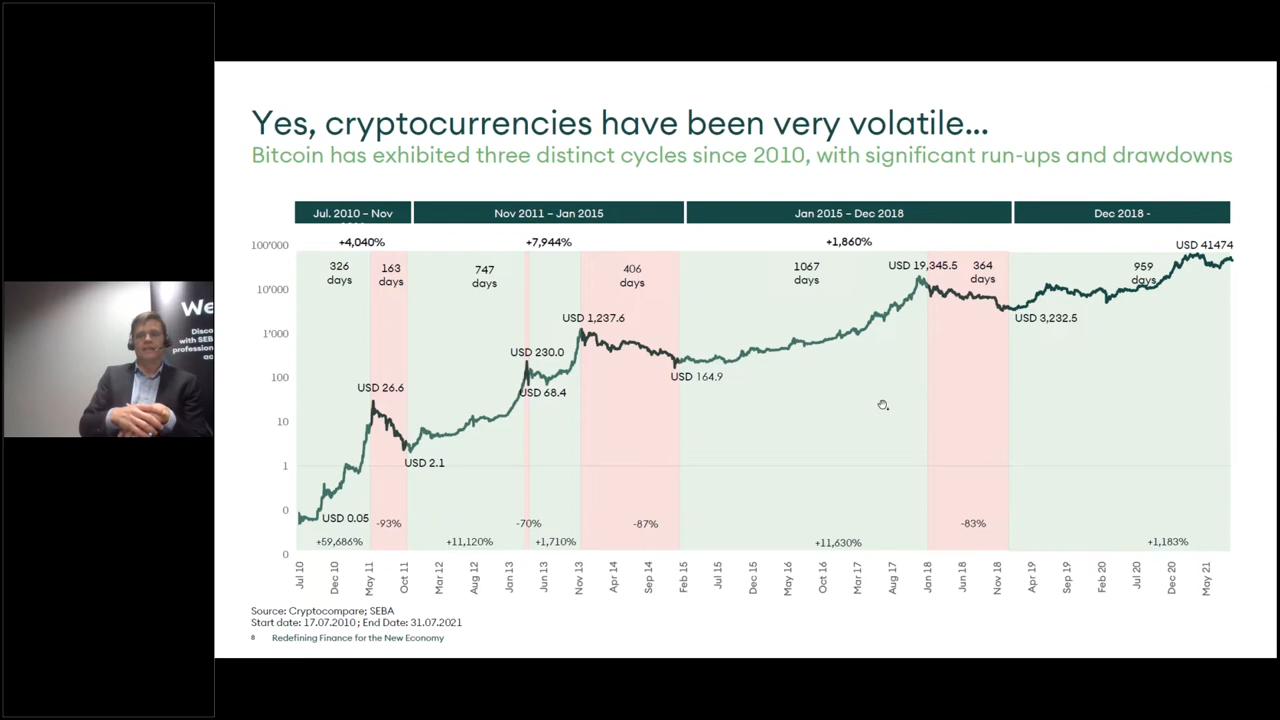 Yes, cryptocurrencies have been very volatile...
Bitcoin has exhibited three distinct cycles since 2010, with significant run-ups and drawdowns
Jul. 2010 – Nov
Nov 2011 – Jan 2015
Jan 2015 – Dec 2018
Dec 2018 -
+4,040%
+7,944%
+1,860%
USD 41474
100'000
10'000
1'000
100
10
1
0
0
326
days
163
days
747
days
406
days
1067
days
USD 19,345.5
364
days
959
days
USD 3,232.5
USD 1,237.6
USD 230.0
USD 68.4
USD 164.9
USD 26.6
USD 2.1
USD 0.05
-93%
-70%
-87%
-83%
+59,686%
+11,120%
+1,710%
+11,630%
+1,183%
Jul 10
Dec 10
May 11
Oct 11
Mar 12
Aug 12
Jan 13
Jun 13
Nov 13
Apr 14
Sep 14
Feb 15
Jul 15
Dec 15
May 16
Oct 16
Mar 17
Aug 17
Jan 18
Jun 18
Nov 18
Apr 19
Sep 19
Feb 20
Jul 20
Dec 20
May 21
Source: Cryptocompare; SEBA
Start date: 17.07.2010 ; End Date: 31.07.2021
8 Redefining Finance for the New Economy
We
Disco
with SEB
profession
ac